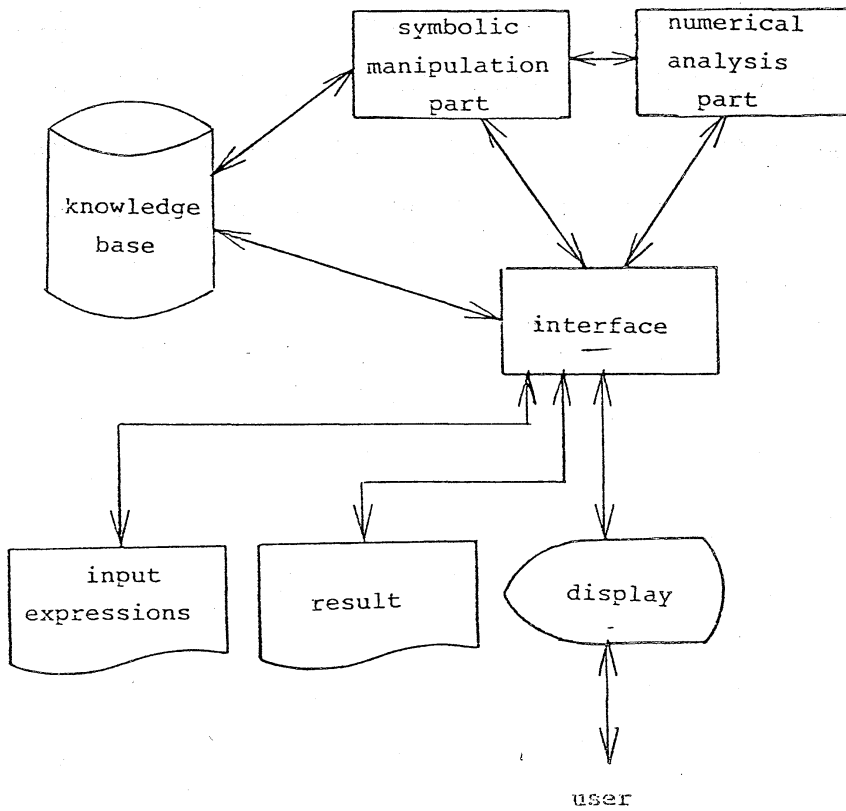 symbolic
manipulation
part
numerical
analysis
part
knowledge
base
interface
input
expressions
result
display
user